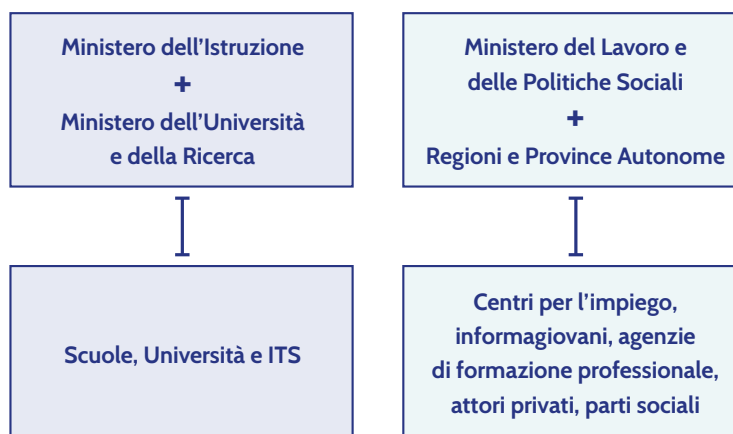 Ministero dell’Istruzione
+
Ministero dell’Università
e della Ricerca
Ministero del Lavoro e
delle Politiche Sociali
+
Regioni e Province Autonome
Scuole, Università e ITS
Centri per l’impiego,
informagiovani, agenzie
di formazione professionale,
attori privati, parti sociali